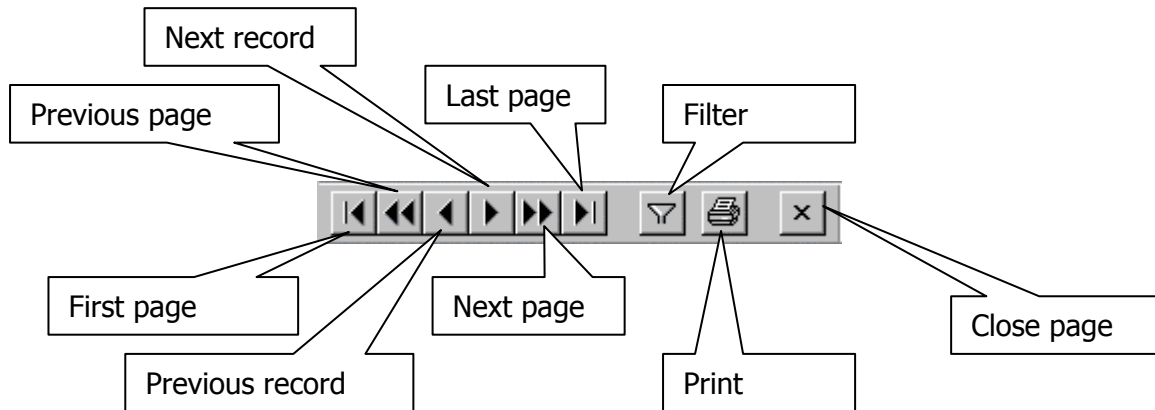 Next record
Last page
Previous page
Filter
First page
Next page
Close page
Previous record
Print